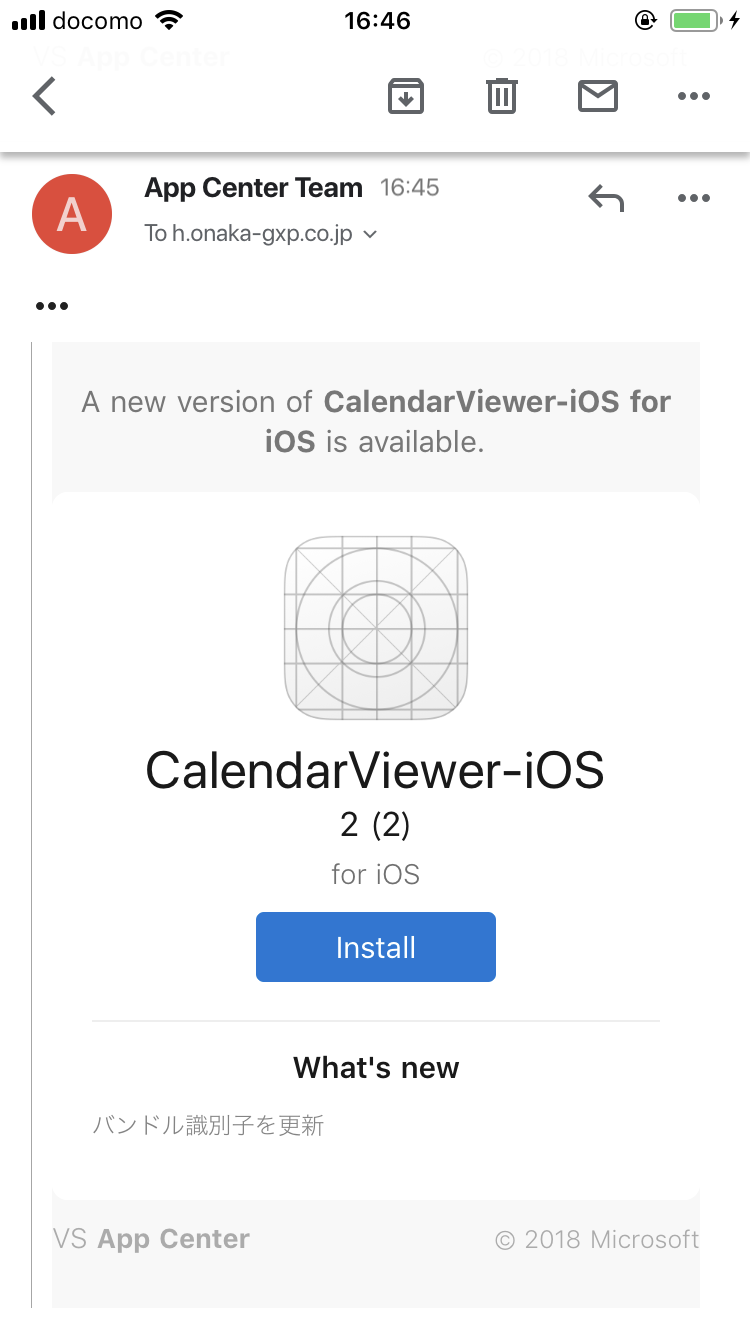 docomo 16:46
VS App Center © 2018 Microsoft
A
App Center Team 16:45
To h.onaka-gxp.co.jp
A new version of CalendarViewer-iOS for
iOS is available.
CalendarViewer-iOS
2 (2)
for iOS
Install
What's new
バンドル識別子を更新
VS App Center © 2018 Microsoft